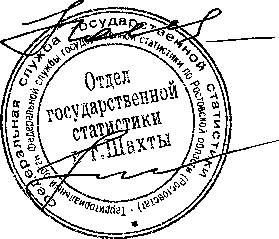 Федеральная служба государственной статистики
Территориальный орган Федеральной службы государственной статистики по Ростовской области (Ростовстат)
Отдел
государственной
статистики
г.Шахты